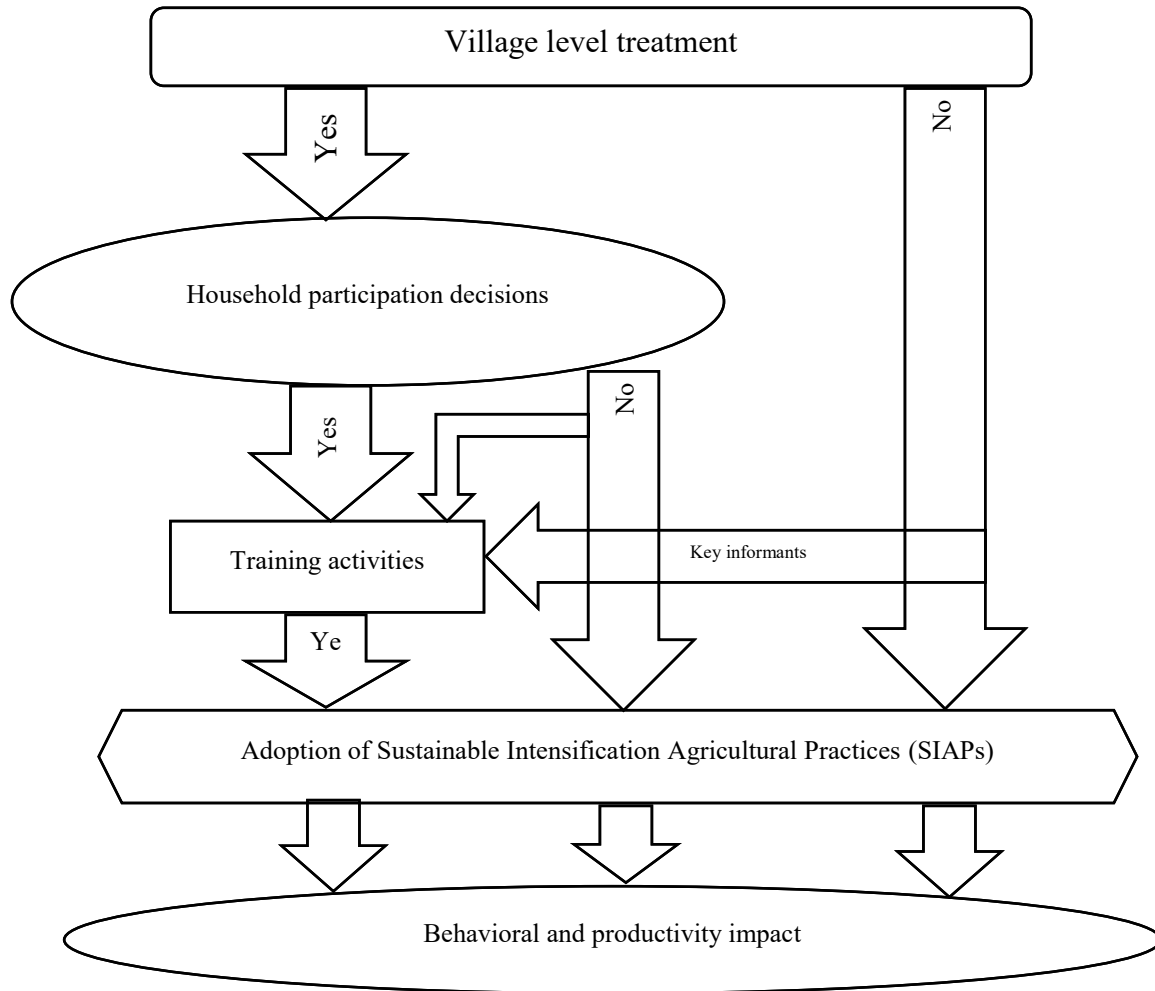 Village level treatment
Yes
No
Household participation decisions
Yes
No
Key informants
Training activities
Ye
Adoption of Sustainable Intensification Agricultural Practices (SIAPs)
Behavioral and productivity impact